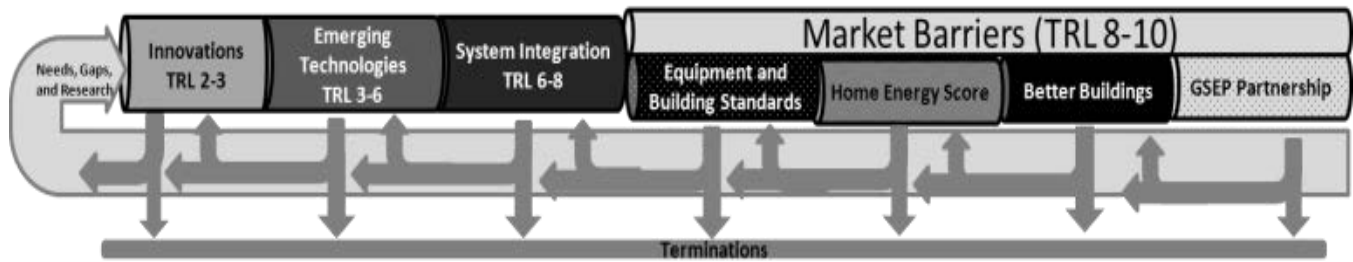 Needs, Gaps,
and Research
Innovations
TRL 2-3
Emerging
Technologies
TRL 3-6
System Integration
TRL 6-8
Market Barriers (TRL 8-10)
Equipment and
Building Standards
Home Energy Score
Better Buildings
GSEP Partnership
Terminations